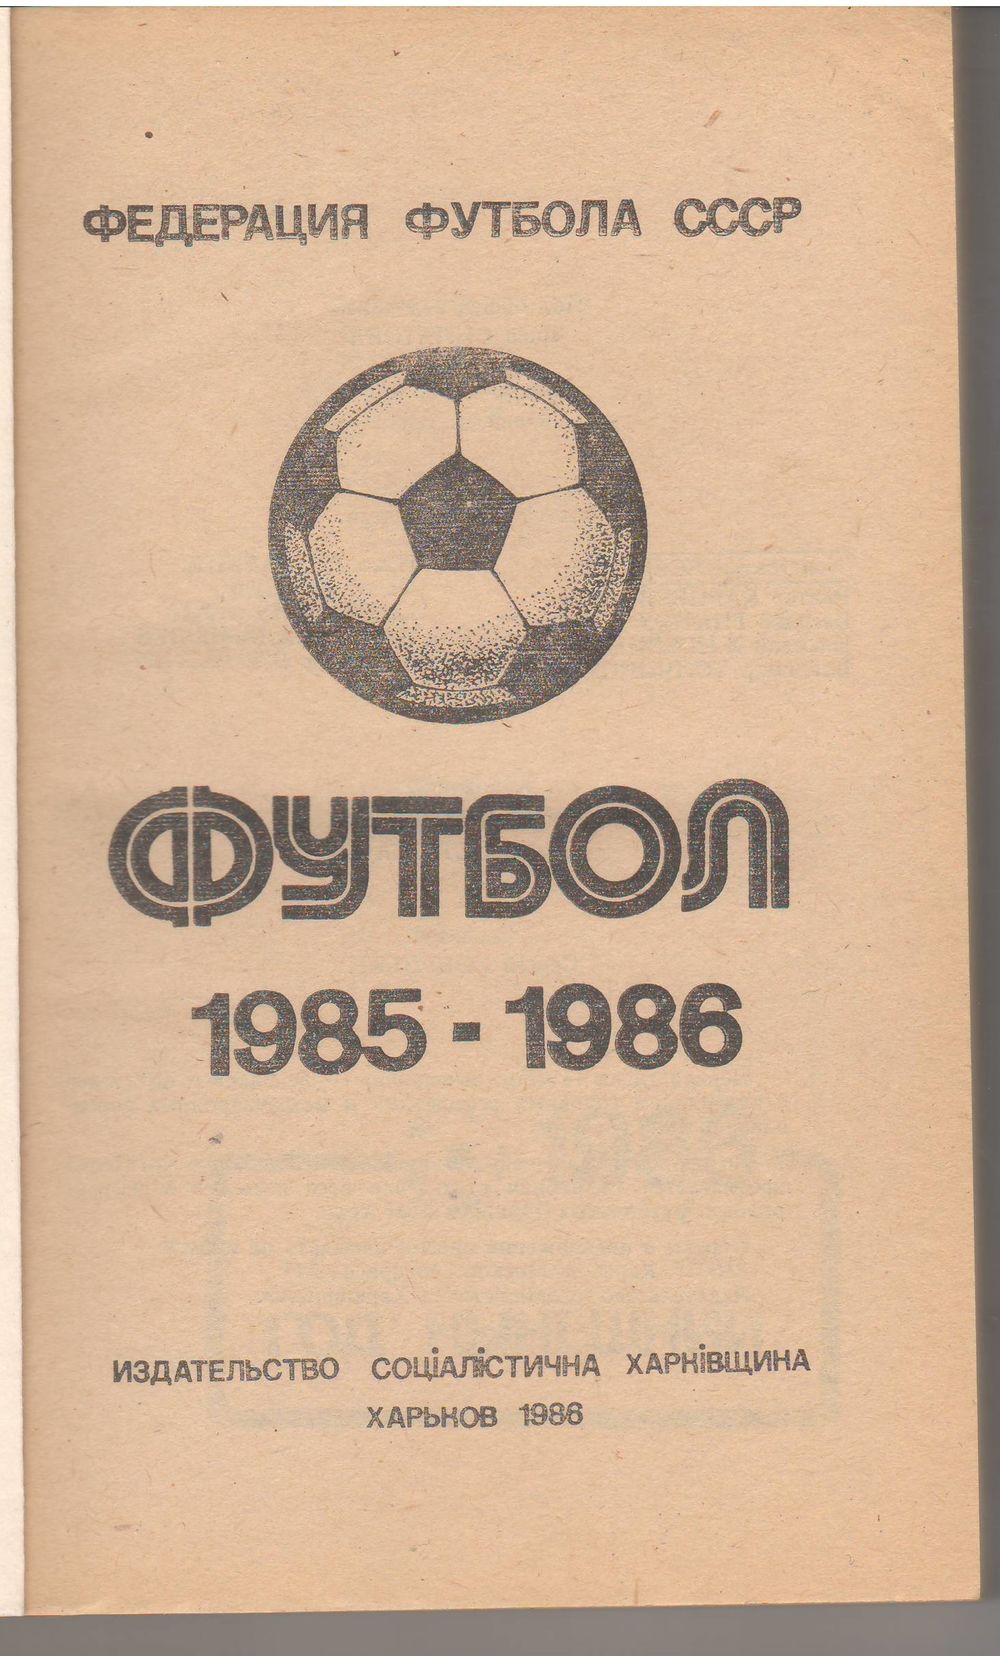 ФЕДЕРАЦИЯ ФУТБОЛА СССР
ФУТБОЛ
1985-1986
ИЗДАТЕЛЬСТВО СОЦІАЛІСТИЧНА ХАРКІВЩИНА
ХАРЬКОВ 1986